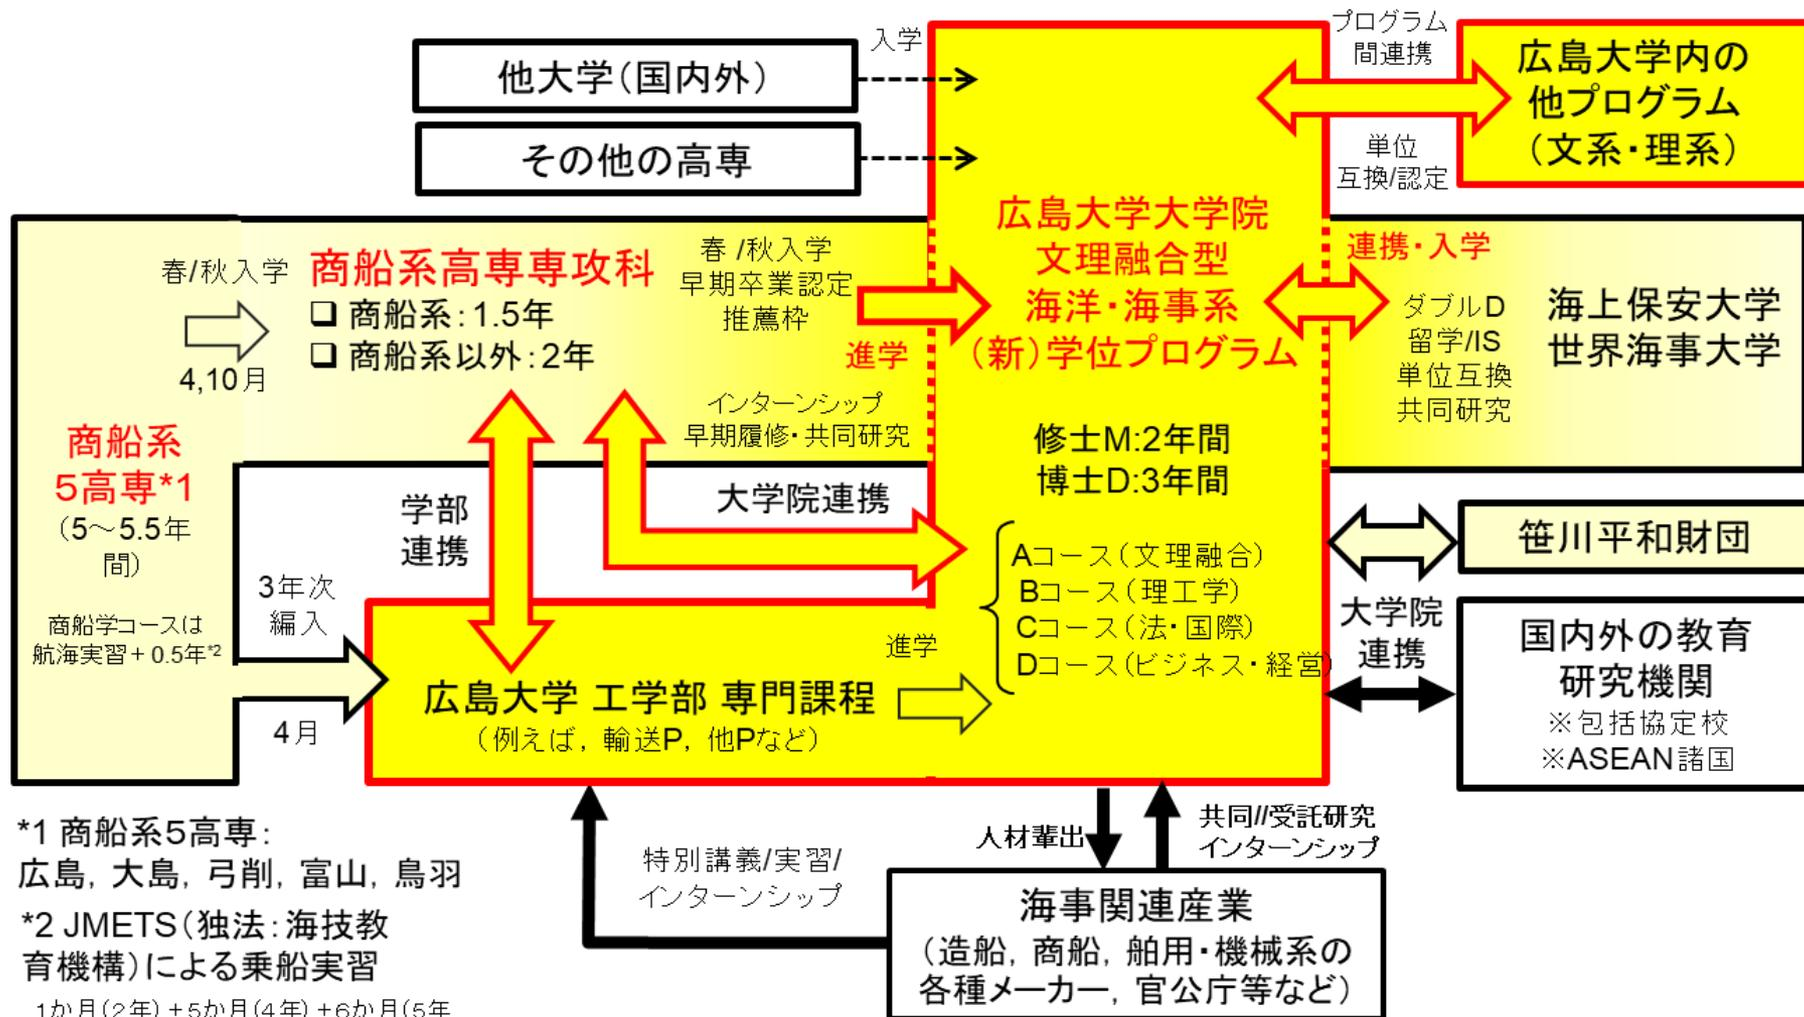 他大学(国内外)
入学
その他の高専
プログラム
間連携
単位
互換/認定
広島大学内の
他プログラム
(文系・理系)
春/秋入学
4,10月
商船系高専専攻科
❑ 商船系:1.5年
❑ 商船系以外:2年
春 /秋入学
早期卒業認定
推薦枠
進学
インターンシップ
早期履修・共同研究
広島大学大学院
文理融合型
海洋・海事系
(新)学位プログラム
修士M:2年間
博士D:3年間
Aコース(文理融合)
Bコース(理工学)
Cコース(法・国際)
Dコース(ビジネス・経営)
連携・入学
ダブルD
留学/IS
単位互換
共同研究
海上保安大学
世界海事大学
商船系
5高専*1
(5~5.5年
間)
商船学コースは
航海実習+0.5年*2
3年次
編入
4月
学部
連携
大学院連携
広島大学 工学部 専門課程
(例えば, 輸送P, 他Pなど)
進学
笹川平和財団
大学院
連携
国内外の教育
研究機関
※包括協定校
※ASEAN諸国
特別講義/実習/
インターンシップ
人材輩出
共同//受託研究
インターンシップ
海事関連産業
(造船, 商船, 舶用・機械系の
各種メーカー, 官公庁等など)
*1 商船系5高専:
広島, 大島, 弓削, 富山, 鳥羽
*2 JMETS(独法:海技教
育機構)による乗船実習
1か月(2年)+5か月(4年)+6か月(5年